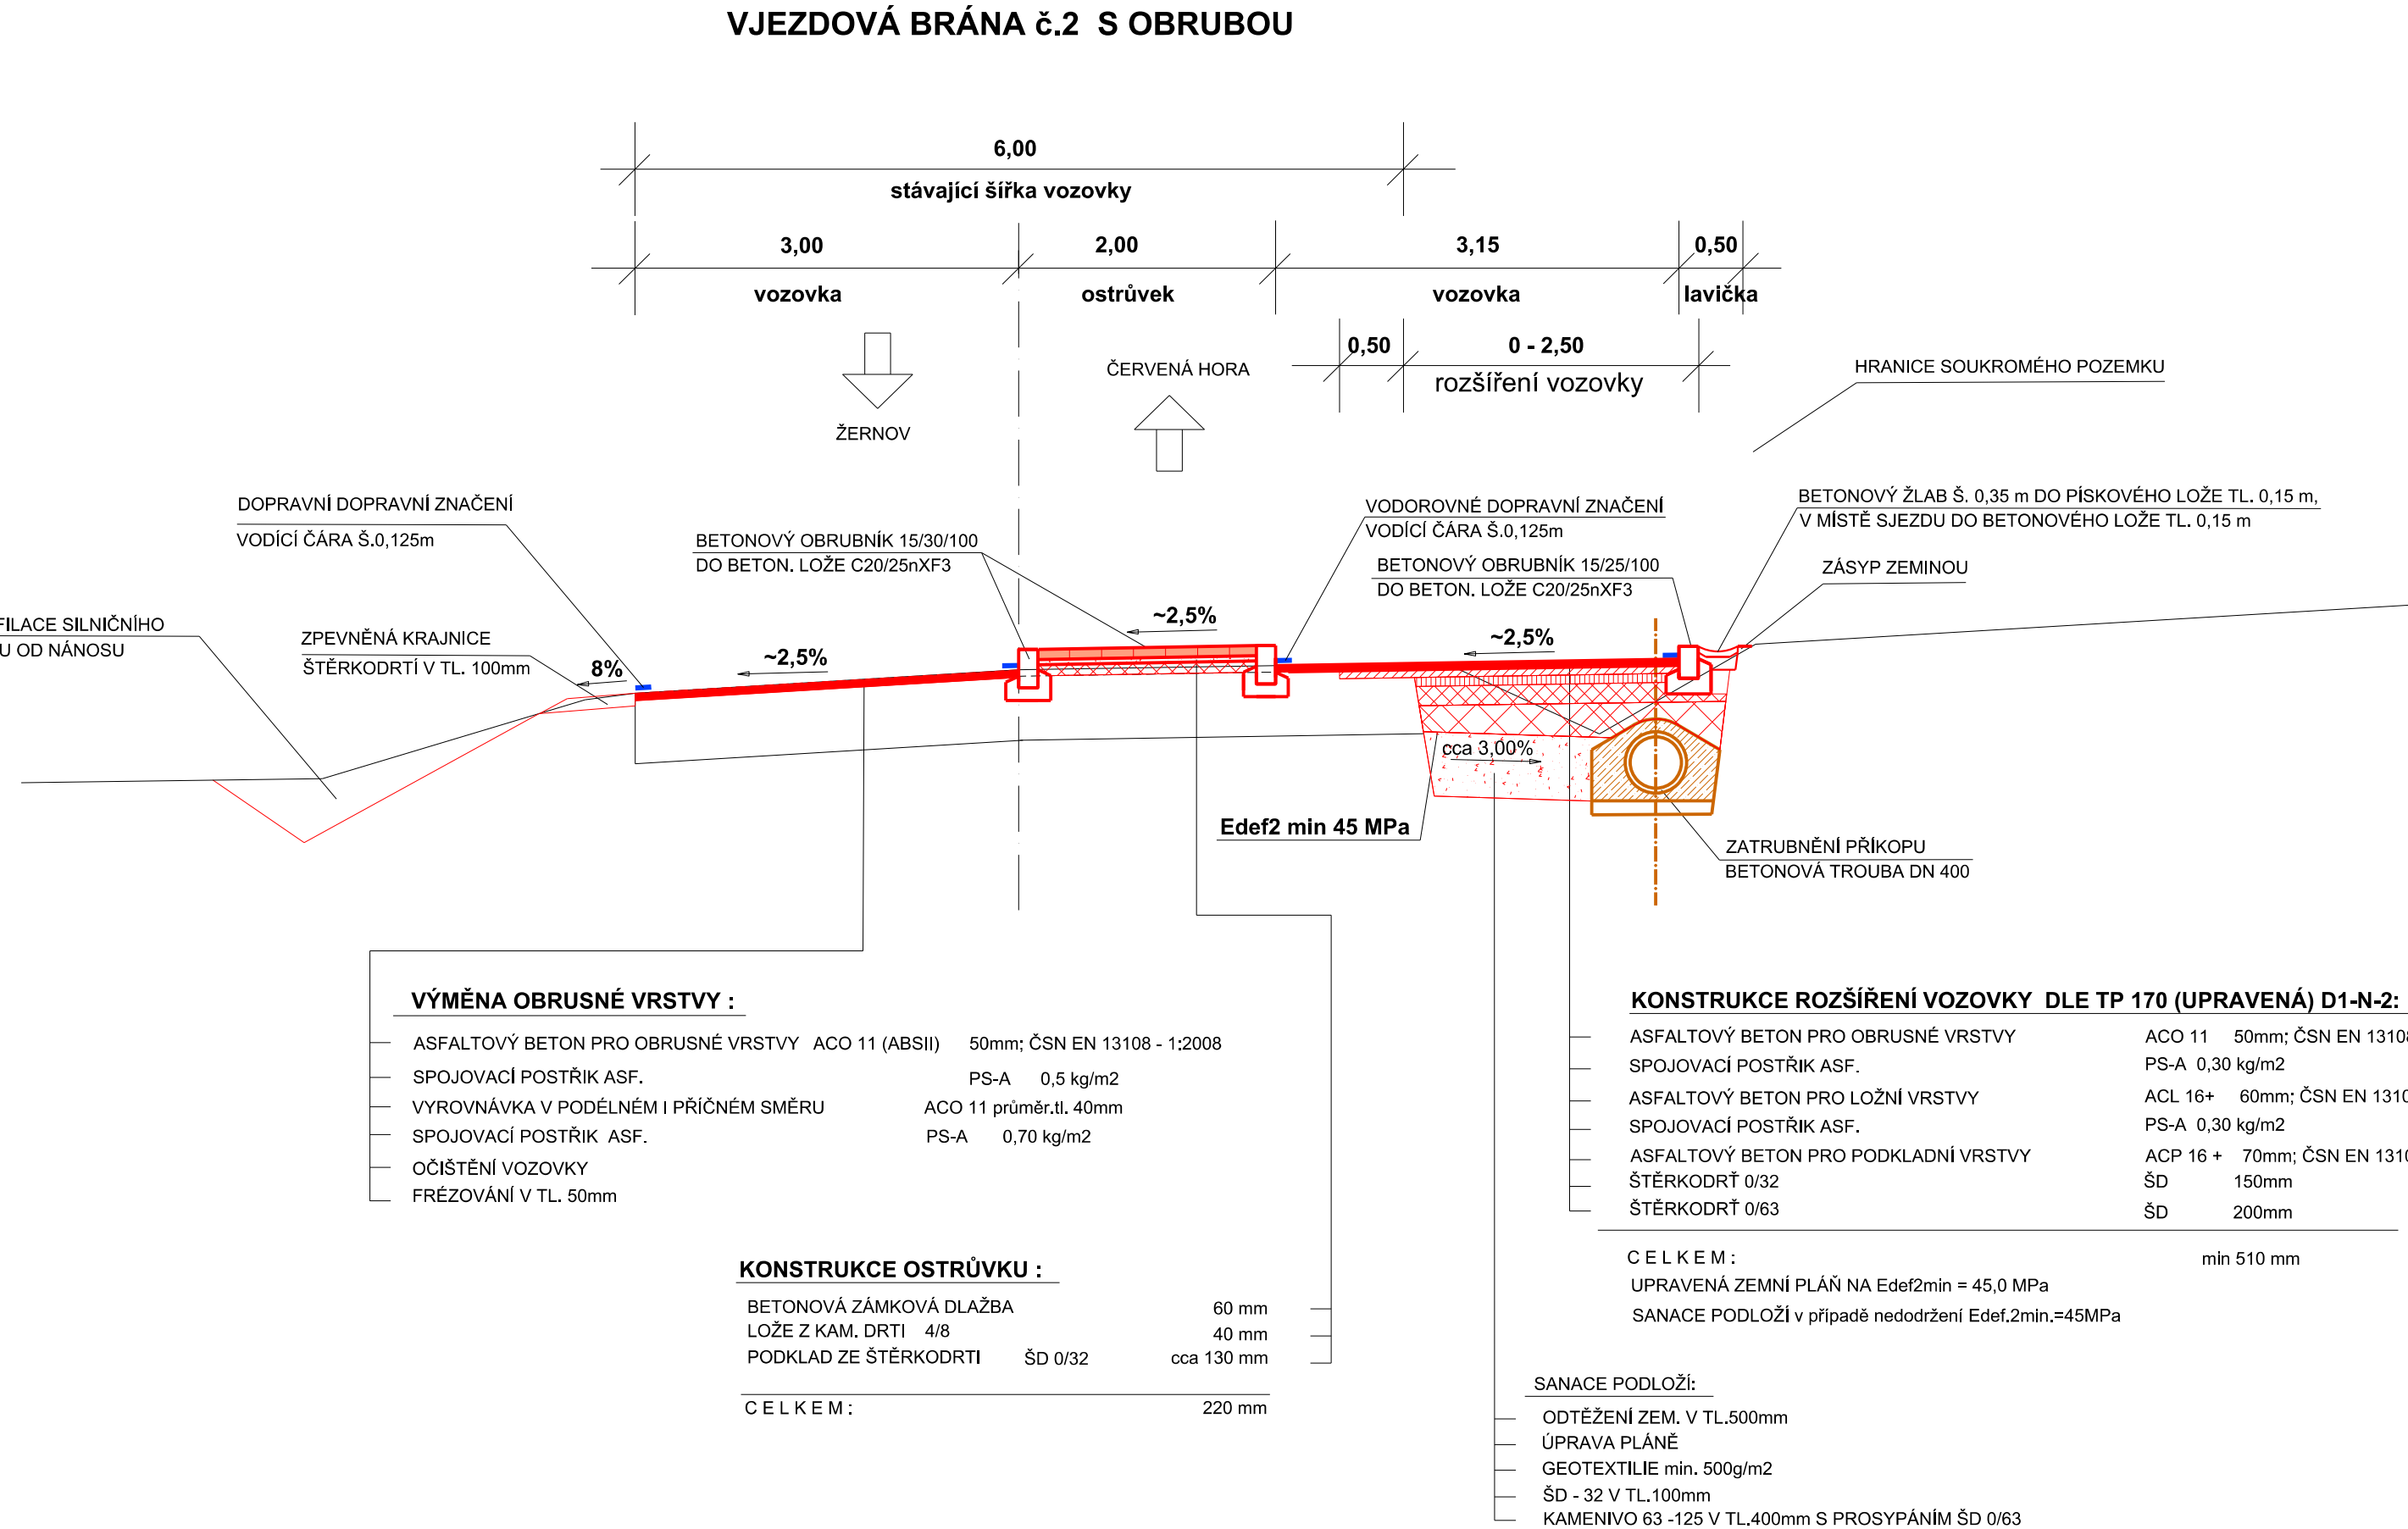 VJEZDOVÁ BRÁNA č.2 S OBRUBOU
6,00
stávající šířka vozovky
3,00
2,00
3,15
0,50
vozovka
ostrůvek
vozovka
lavička
0,50
0 - 2,50
rozšíření vozovky
ČERVENÁ HORA
ŽERNOV
HRANICE SOUKROMÉHO POZEMKU
DOPRAVNÍ DOPRAVNÍ ZNAČENÍ
VODÍCÍ ČÁRA Š.0,125m
BETONOVÝ OBRUBNÍK 15/30/100
DO BETON. LOŽE C20/25nXF3
VODOROVNÉ DOPRAVNÍ ZNAČENÍ
VODÍCÍ ČÁRA Š.0,125m
BETONOVÝ OBRUBNÍK 15/25/100
DO BETON. LOŽE C20/25nXF3
BETONOVÝ ŽLAB Š. 0,35 m DO PÍSKOVÉHO LOŽE TL. 0,15 m,
V MÍSTĚ SJEZDU DO BETONOVÉHO LOŽE TL. 0,15 m
ZÁSYP ZEMINOU
FILACE SILNIČNÍHO
U OD NÁNOSU
ZPEVNĚNÁ KRAJNICE
ŠTĚRKODRTÍ V TL. 100mm
8%
~2,5%
~2,5%
~2,5%
cca 3,00%
Edef2 min 45 MPa
ZATRUBNĚNÍ PŘÍKOPU
BETONOVÁ TROUBA DN 400
VÝMĚNA OBRUSNÉ VRSTVY :
ASFALTOVÝ BETON PRO OBRUSNÉ VRSTVY ACO 11 (ABSII) 50mm; ČSN EN 13108 - 1:2008
SPOJOVACÍ POSTŘIK ASF. PS-A 0,5 kg/m2
VYROVNÁVKA V PODÉLNÉM I PŘÍČNÉM SMĚRU ACO 11 průměr.tl. 40mm
SPOJOVACÍ POSTŘIK ASF. PS-A 0,70 kg/m2
OČIŠTĚNÍ VOZOVKY
FRÉZOVÁNÍ V TL. 50mm
KONSTRUKCE OSTRŮVKU :
BETONOVÁ ZÁMKOVÁ DLAŽBA 60 mm
LOŽE Z KAM. DRTI 4/8 40 mm
PODKLAD ZE ŠTĚRKODRTI ŠD 0/32 cca 130 mm
C E L K E M : 220 mm
KONSTRUKCE ROZŠÍŘENÍ VOZOVKY DLE TP 170 (UPRAVENÁ) D1-N-2:
ASFALTOVÝ BETON PRO OBRUSNÉ VRSTVY ACO 11 50mm; ČSN EN 13108
SPOJOVACÍ POSTŘIK ASF. PS-A 0,30 kg/m2
ASFALTOVÝ BETON PRO LOŽNÍ VRSTVY ACL 16+ 60mm; ČSN EN 1310
SPOJOVACÍ POSTŘIK ASF. PS-A 0,30 kg/m2
ASFALTOVÝ BETON PRO PODKLADNÍ VRSTVY ACP 16 + 70mm; ČSN EN 1310
ŠTĚRKODRŤ 0/32 ŠD 150mm
ŠTĚRKODRŤ 0/63 ŠD 200mm
C E L K E M : min 510 mm
UPRAVENÁ ZEMNÍ PLÁŇ NA Edef2min = 45,0 MPa
SANACE PODLOŽÍ v případě nedodržení Edef.2min.=45MPa
SANACE PODLOŽÍ:
ODTĚŽENÍ ZEM. V TL.500mm
ÚPRAVA PLÁNĚ
GEOTEXTILIE min. 500g/m2
ŠD - 32 V TL.100mm
KAMENIVO 63 -125 V TL.400mm S PROSYPÁNÍM ŠD 0/63